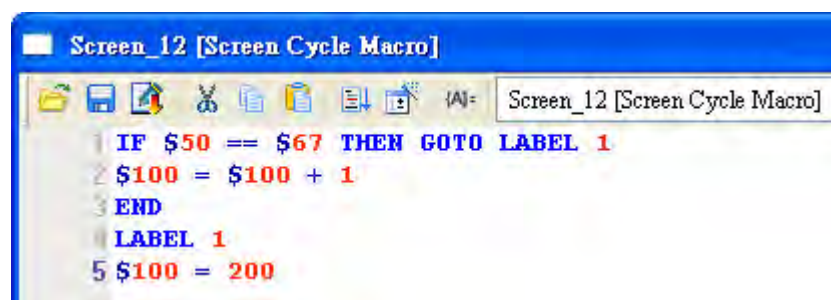 Screen_12 [Screen Cycle Macro]
{A}= Screen_12 [Screen Cycle Macro]
1 IF $50 == $67 THEN GOTO LABEL 1
2 $100 = $100 + 1
3 END
4 LABEL 1
5 $100 = 200